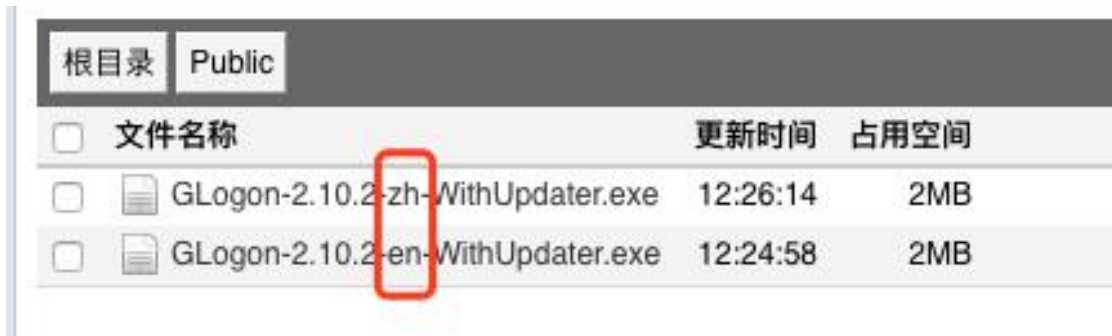 根目录 Public
文件名称 更新时间 占用空间
GLogon-2.10.2-zh-WithUpdater.exe 12:26:14 2MB
GLogon-2.10.2-en-WithUpdater.exe 12:24:58 2MB